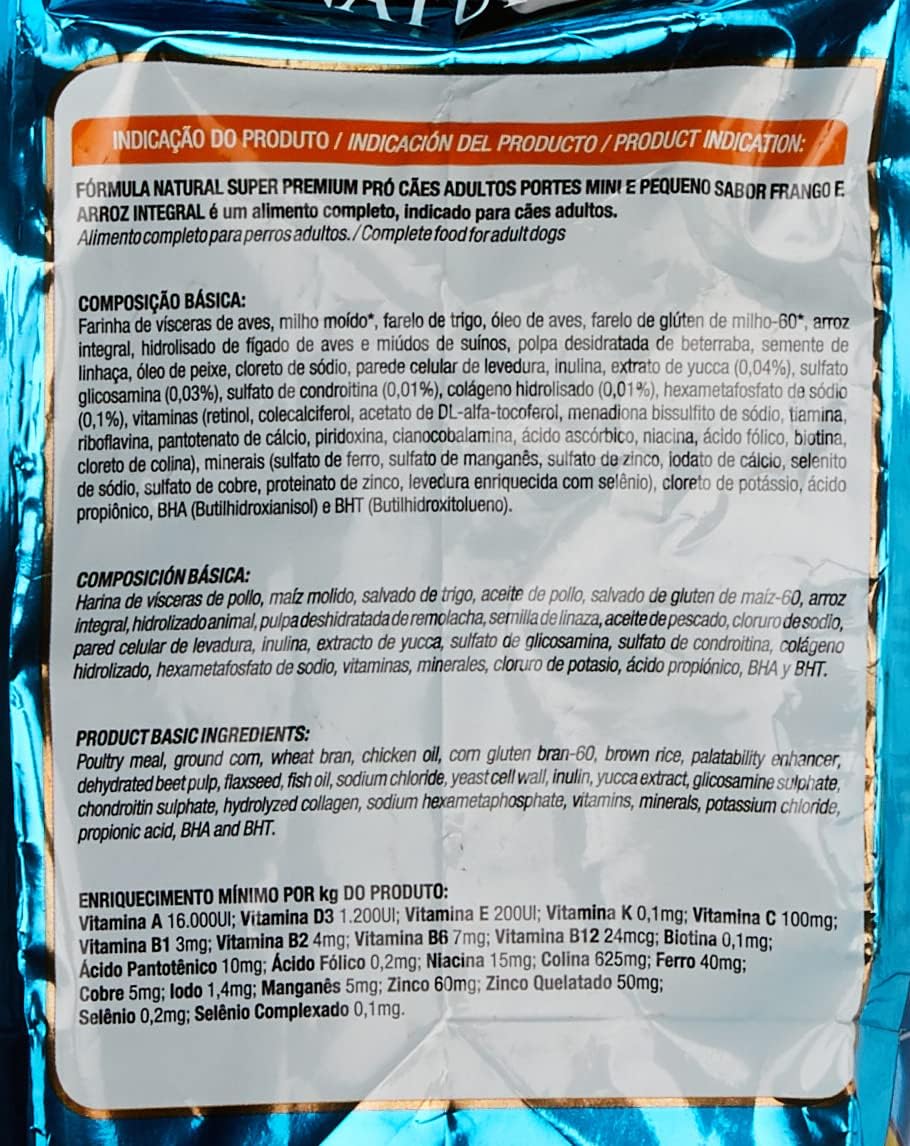 INDICAÇÃO DO PRODUTO / INDICACIÓN DEL PRODUCTO / PRODUCT INDICATION:
FÓRMULA NATURAL SUPER PREMIUM PRÓ CÃES ADULTOS PORTES MINI E PEQUENO SABOR FRANGO E
ARROZ INTEGRAL é um alimento completo, indicado para cães adultos.
Alimento completo para perros adultos. / Complete food for adult dogs
COMPOSIÇÃO BÁSICA:
Farinha de vísceras de aves, milho moído*, farelo de trigo, óleo de aves, farelo de glúten de milho-60*, arroz
integral, hidrolisado de fígado de aves e miúdos de suínos, polpa desidratada de beterraba, semente de
linhaça, óleo de peixe, cloreto de sódio, parede celular de levedura, inulina, extrato de yucca (0,04%), sulfato
glicosamina (0,03%), sulfato de condroitina (0,01%), colágeno hidrolisado (0,01%), hexametafosfato de sódio
(0,1%), vitaminas (retinol, colecalciferol, acetato de DL-alfa-tocoferol, menadiona bissulfito de sódio, tiamina,
riboflavina, pantotenato de cálcio, piridoxina, cianocobalamina, ácido ascórbico, niacina, ácido fólico, biotina,
cloreto de colina), minerais (sulfato de ferro, sulfato de manganês, sulfato de zinco, iodato de cálcio, selenito
de sódio, sulfato de cobre, proteinato de zinco, levedura enriquecida com selênio), cloreto de potássio, ácido
propiônico, BHA (Butilhidroxianisol) e BHT (Butilhidroxitolueno).
COMPOSICIÓN BÁSICA:
Harina de vísceras de pollo, maíz molido, salvado de trigo, aceite de pollo, salvado de gluten de maíz-60, arroz
integral, hidrolizado animal, pulpa deshidratada de remolacha, semilla de linaza, aceite de pescado, cloruro de sodio,
pared celular de levadura, inulina, extracto de yucca, sulfato de glicosamina, sulfato de condroitina, colágeno
hidrolizado, hexametafosfato de sodio, vitaminas, minerales, cloruro de potasio, ácido propiónico, BHA y BHT.
PRODUCT BASIC INGREDIENTS:
Poultry meal, ground corn, wheat bran, chicken oil, corn gluten bran-60, brown rice, palatability enhancer,
dehydrated beet pulp, flaxseed, fish oil, sodium chloride, yeast cell wall, inulin, yucca extract, glicosamine sulphate,
chondroitin sulphate, hydrolyzed collagen, sodium hexametaphosphate, vitamins, minerals, potassium chloride,
propionic acid, BHA and BHT.
ENRIQUECIMENTO MÍNIMO POR kg DO PRODUTO:
Vitamina A 16.000UI; Vitamina D3 1.200UI; Vitamina E 200UI; Vitamina K 0,1mg; Vitamina C 100mg;
Vitamina B1 3mg; Vitamina B2 4mg; Vitamina B6 7mg; Vitamina B12 24mcg; Biotina 0,1mg;
Ácido Pantotênico 10mg; Ácido Fólico 0,2mg; Niacina 15mg; Colina 625mg; Ferro 40mg;
Cobre 5mg; Iodo 1,4mg; Manganês 5mg; Zinco 60mg; Zinco Quelatado 50mg;
Selênio 0,2mg; Selênio Complexado 0,1mg.